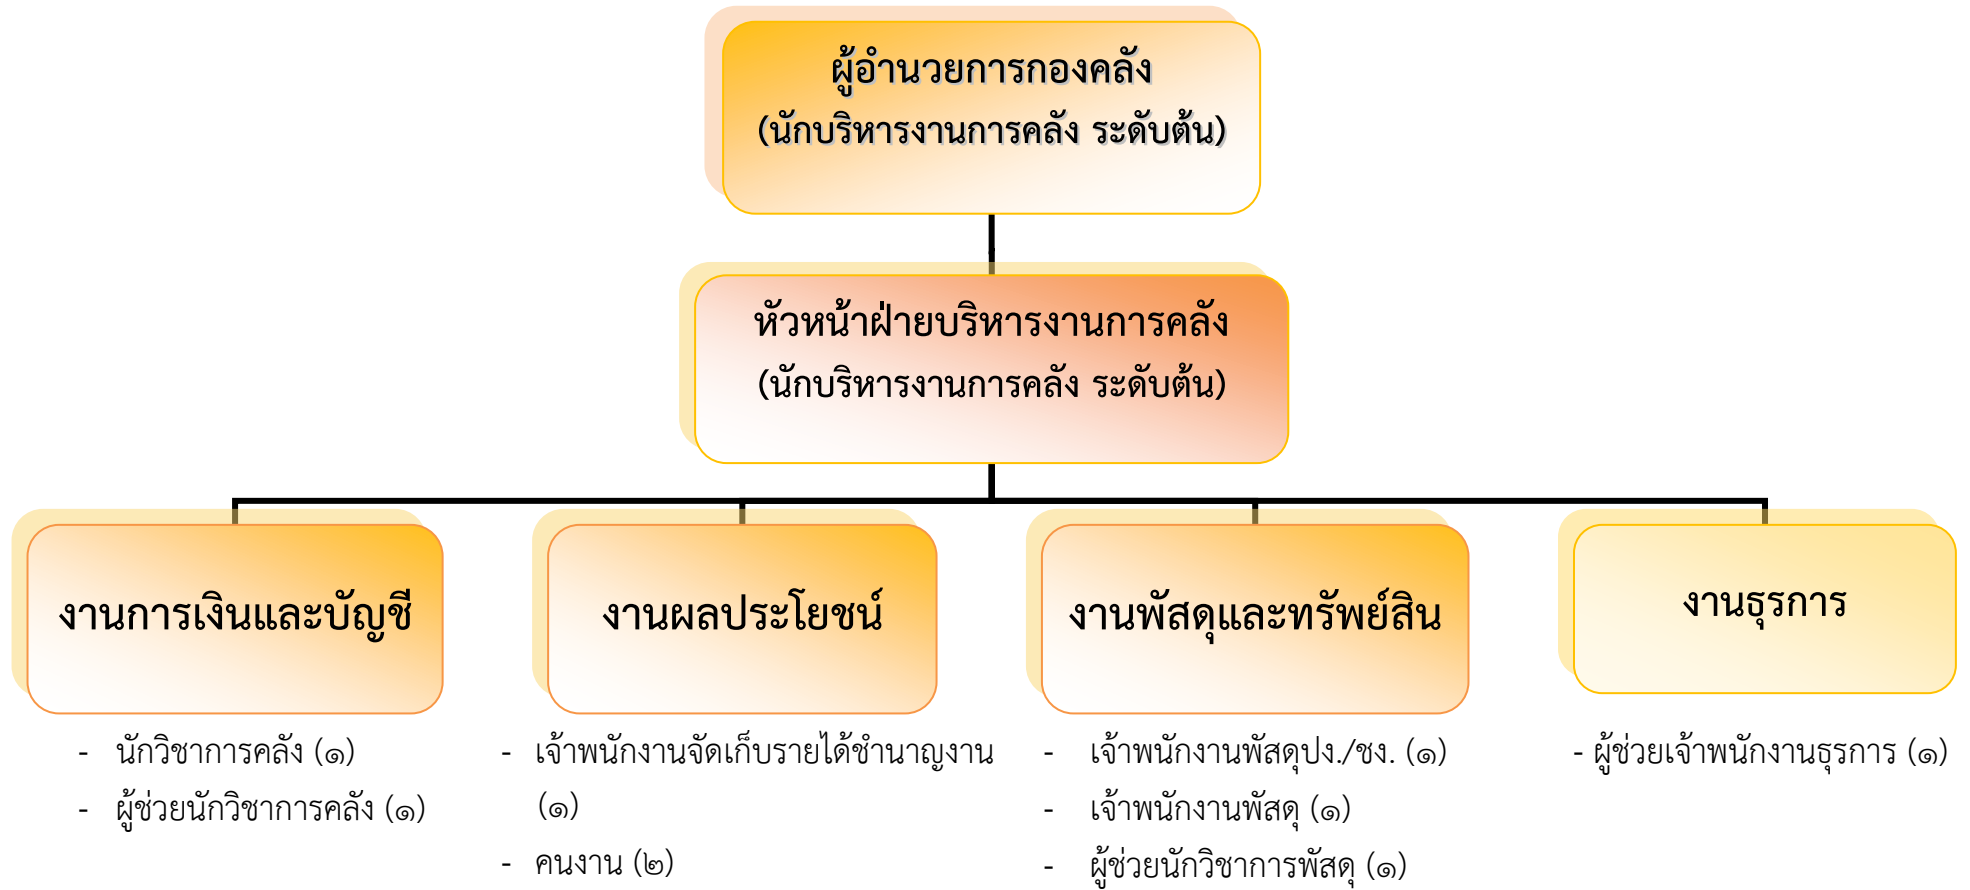 ผู้อำนวยการกองคลัง
(นักบริหารงานการคลัง ระดับต้น)
หัวหน้าฝ่ายบริหารงานการคลัง
(นักบริหารงานการคลัง ระดับต้น)
งานการเงินและบัญชี
- นักวิชาการคลัง (๑)
- ผู้ช่วยนักวิชาการคลัง (๑)
งานผลประโยชน์
- เจ้าพนักงานจัดเก็บรายได้ชำนาญงาน
(๑)
- คนงาน (๒)
งานพัสดุและทรัพย์สิน
- เจ้าพนักงานพัสดุปง./ชง. (๑)
- เจ้าพนักงานพัสดุ (๑)
- ผู้ช่วยนักวิชาการพัสดุ (๑)
งานธุรการ
- ผู้ช่วยเจ้าพนักงานธุรการ (๑)